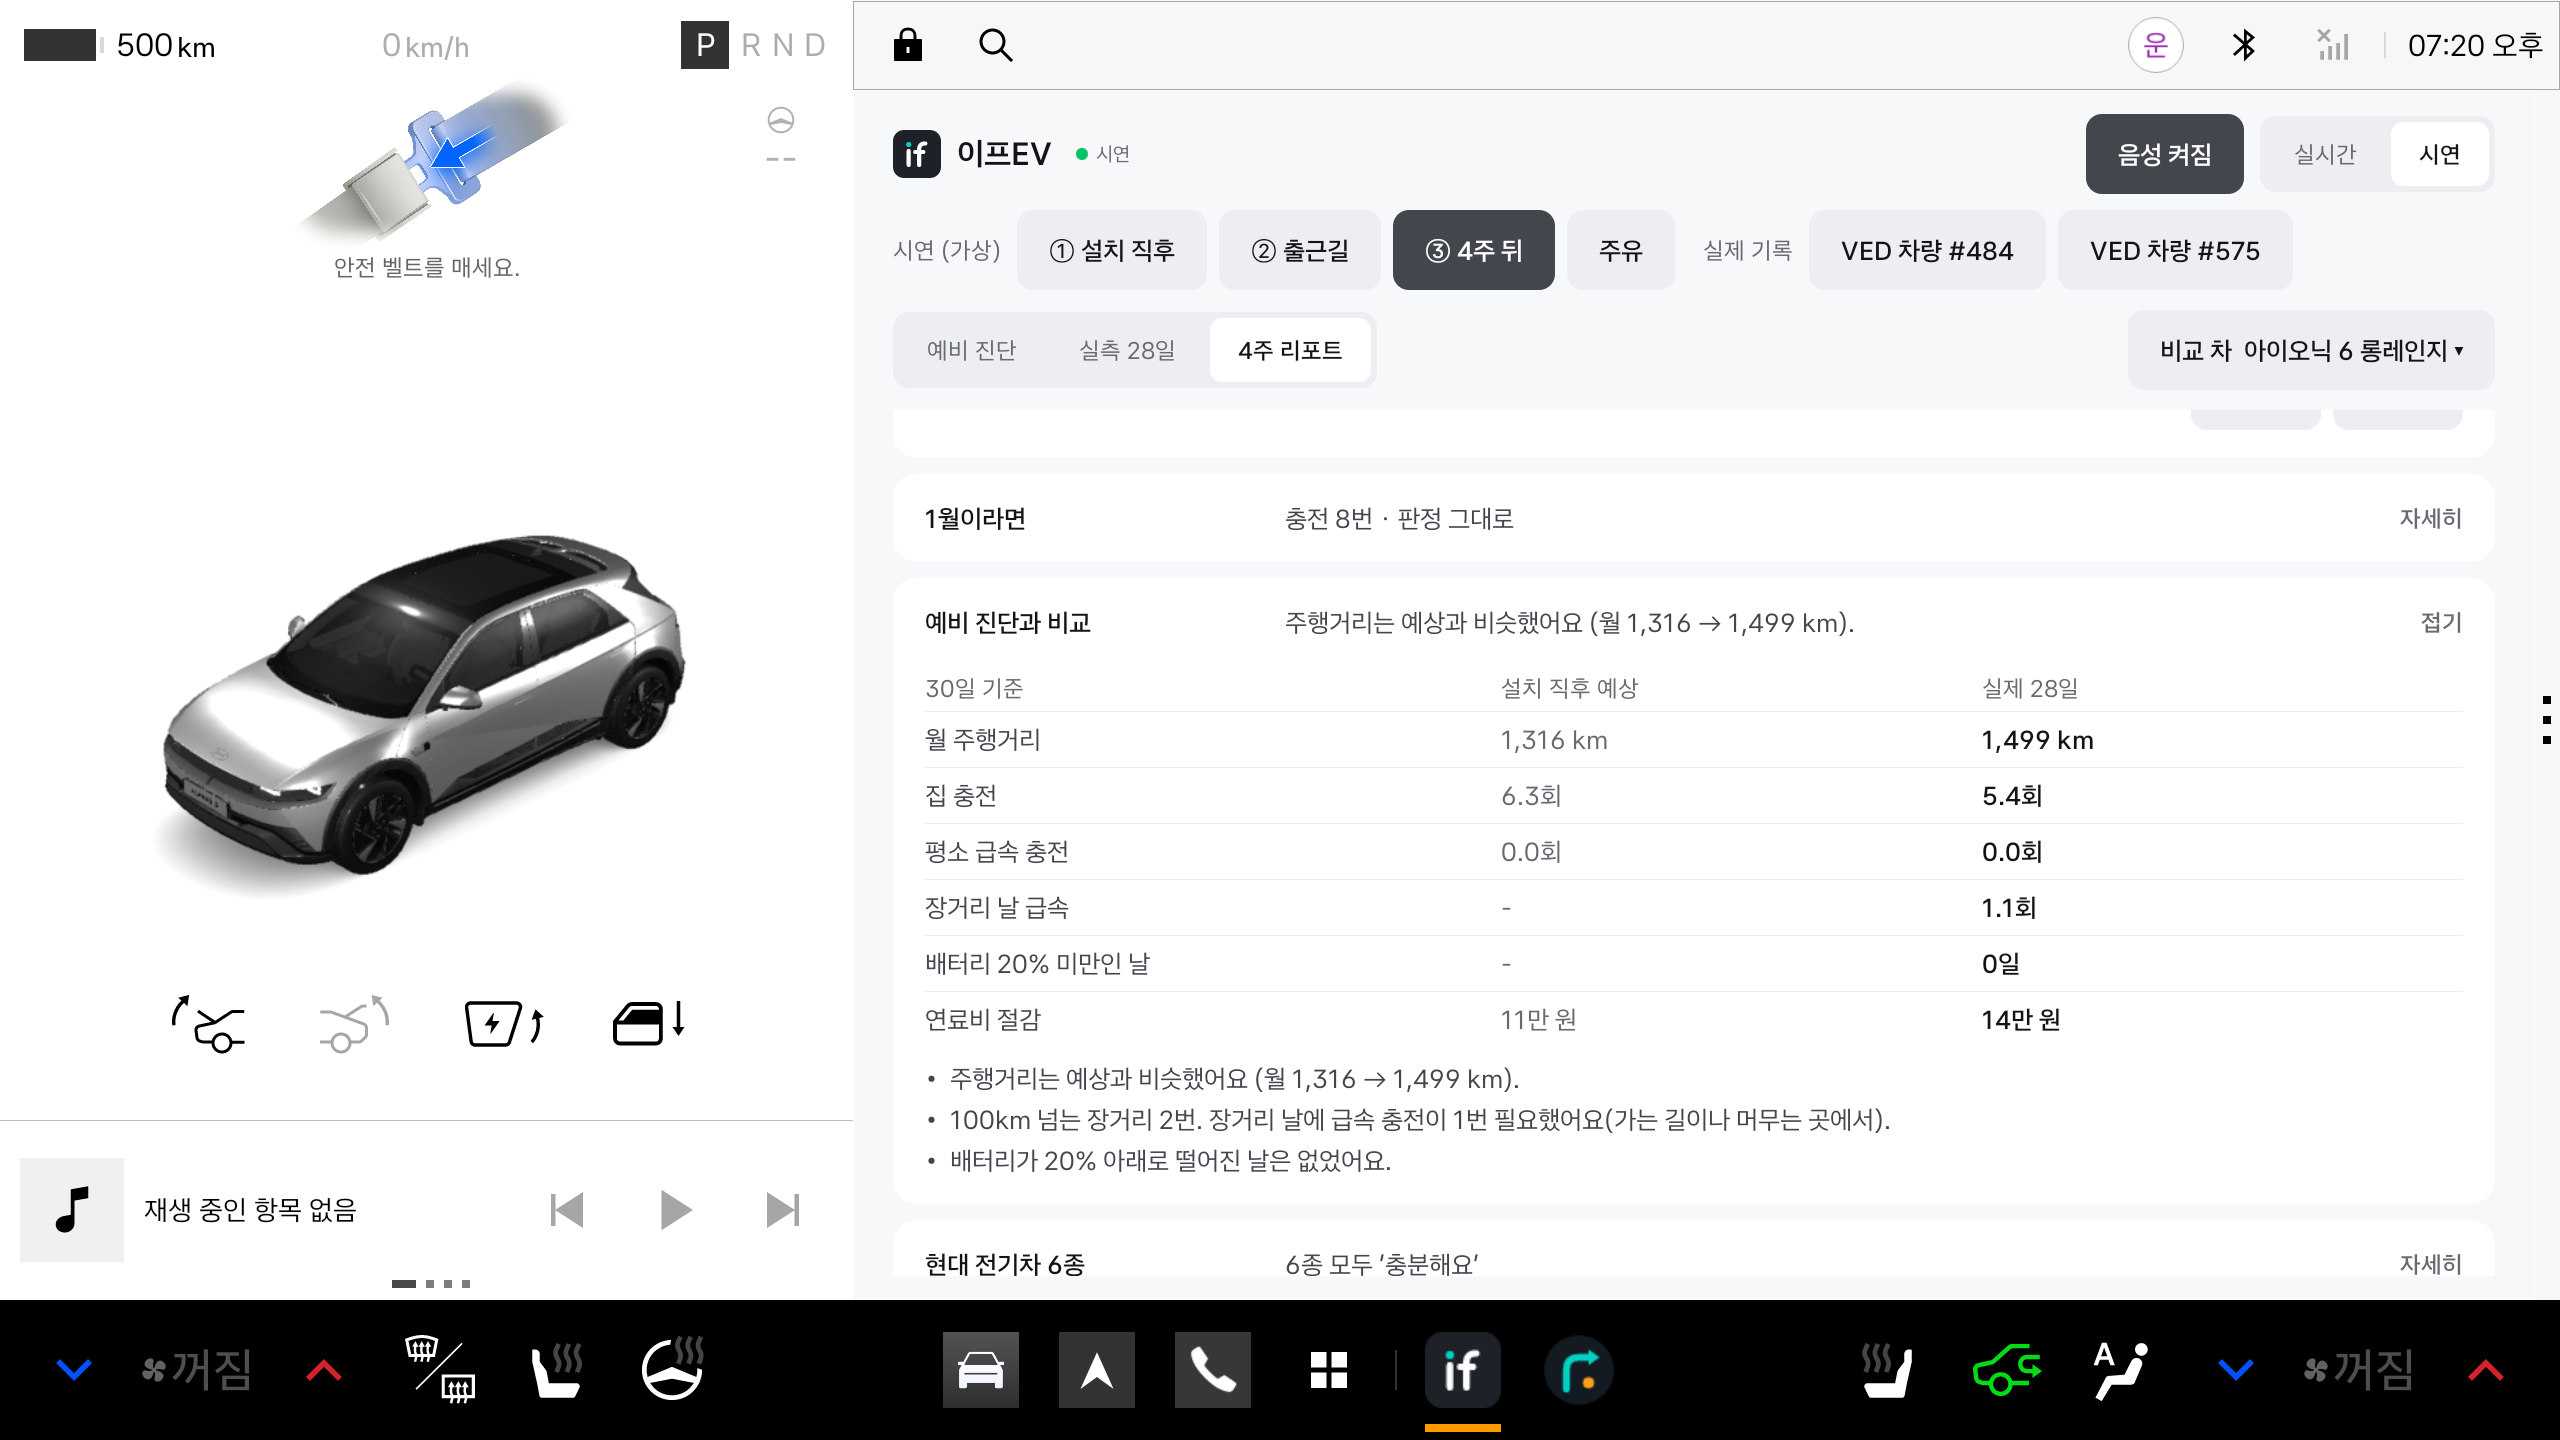 500 km
0 km/h
P R N D
안전 벨트를 매세요.
--
재생 중인 항목 없음
운
07:20 오후
if 이프EV 시연
음성 켜짐
실시간 시연
시연 (가상) ① 설치 직후 ② 출근길 ③ 4주 뒤 주유 실제 기록 VED 차량 #484 VED 차량 #575
예비 진단 실측 28일 4주 리포트
비교 차 아이오닉 6 롱레인지 ▾
1월이라면 충전 8번 · 판정 그대로 자세히
예비 진단과 비교 주행거리는 예상과 비슷했어요 (월 1,316 → 1,499 km). 접기
30일 기준 설치 직후 예상 실제 28일
월 주행거리 1,316 km 1,499 km
집 충전 6.3회 5.4회
평소 급속 충전 0.0회 0.0회
장거리 날 급속 - 1.1회
배터리 20% 미만인 날 - 0일
연료비 절감 11만 원 14만 원
• 주행거리는 예상과 비슷했어요 (월 1,316 → 1,499 km).
• 100km 넘는 장거리 2번. 장거리 날에 급속 충전이 1번 필요했어요(가는 길이나 머무는 곳에서).
• 배터리가 20% 아래로 떨어진 날은 없었어요.
현대 전기차 6종 6종 모두 '충분해요' 자세히
꺼짐
if
A
꺼짐